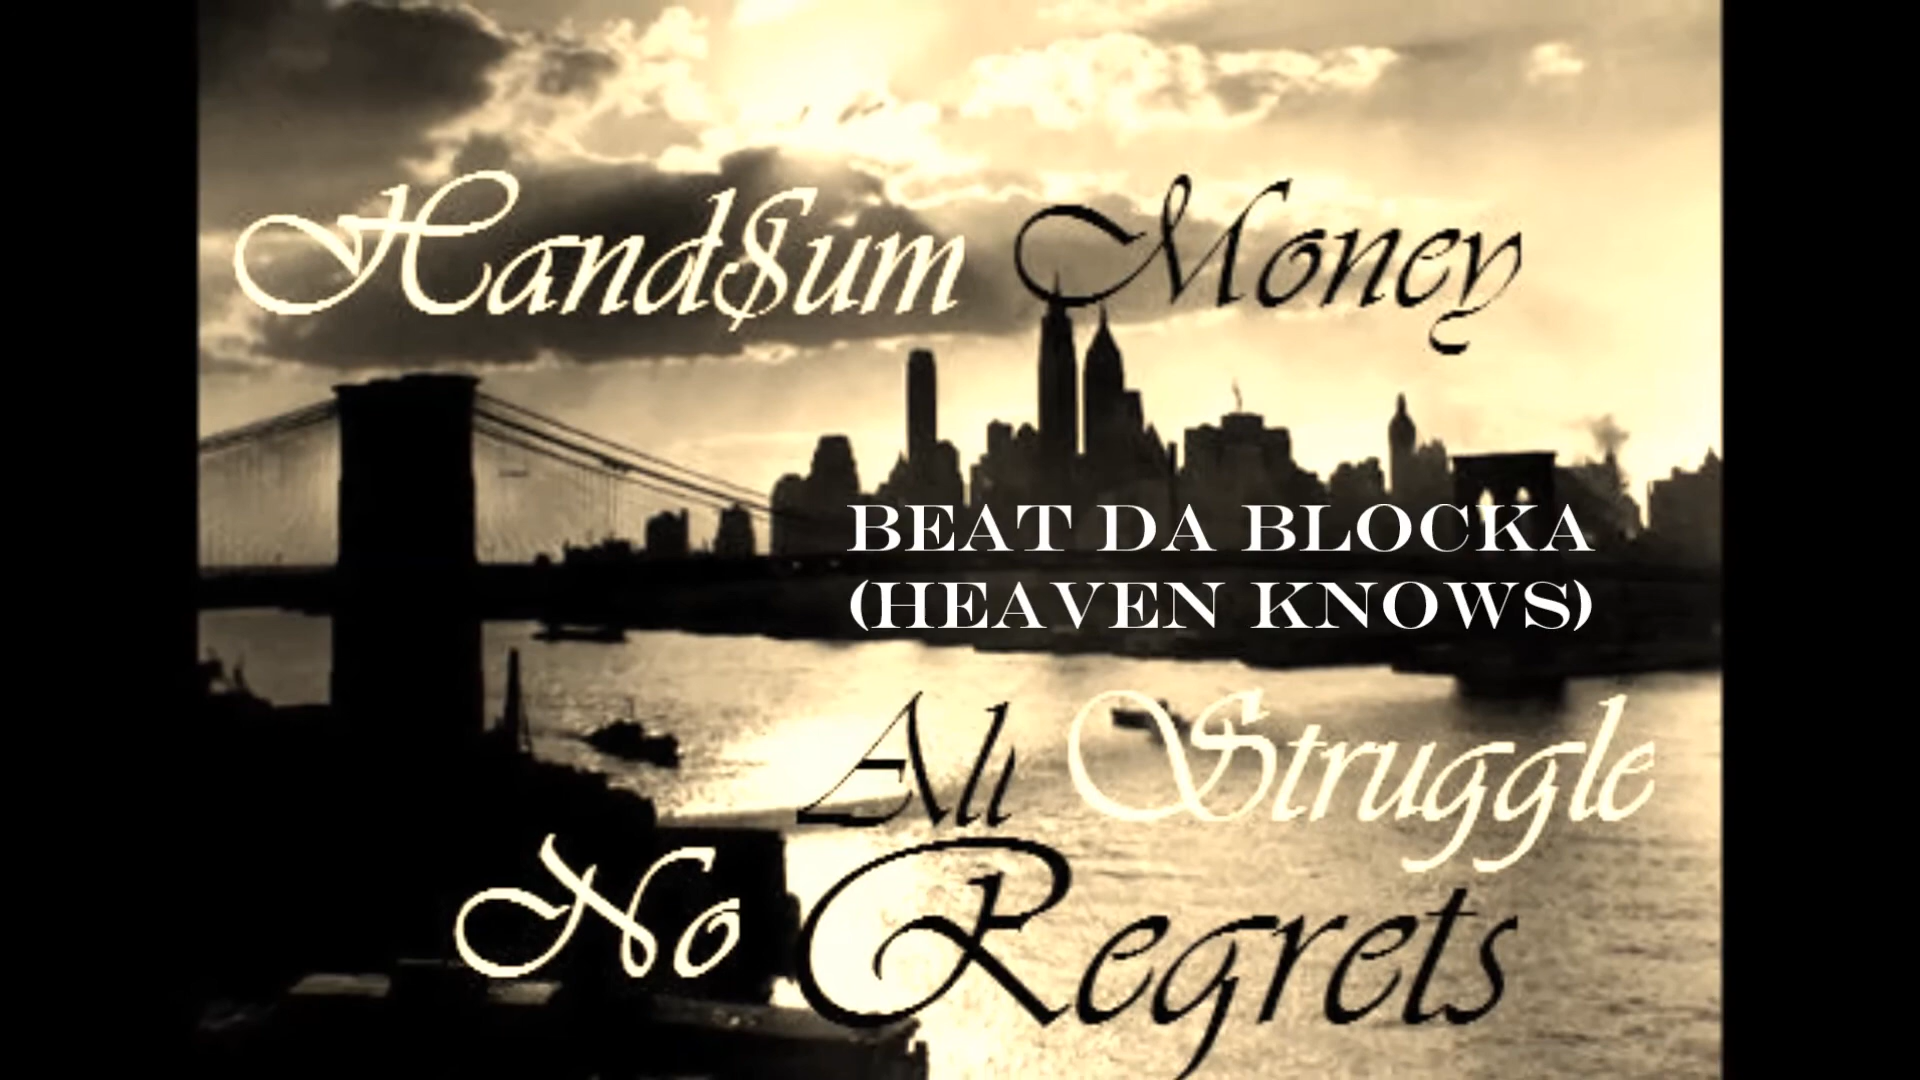 Hand$um Money
BEAT DA BLOCKA
(HEAVEN KNOWS)
All Struggle
No Regrets